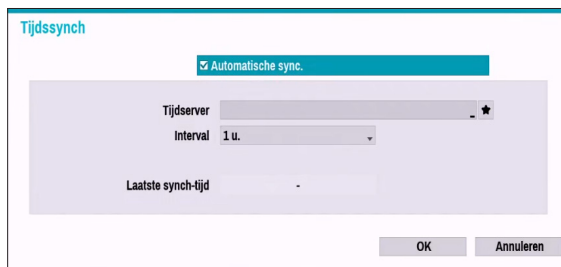 Tijdssynch
Automatische sync.
Tijdserver
Interval 1 u.
Laatste synch-tijd -
OK Annuleren